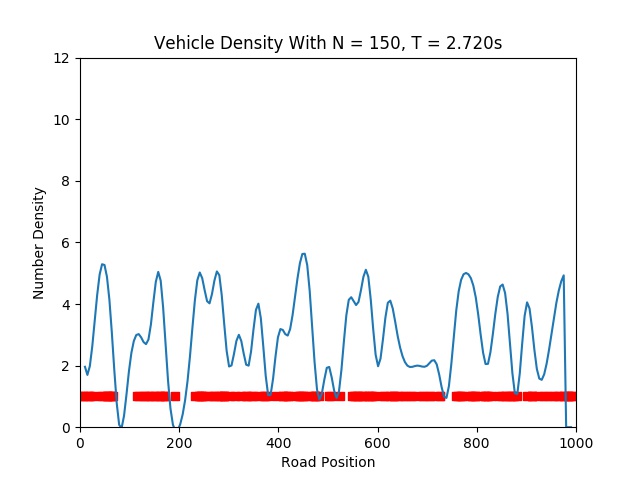 Vehicle Density With N = 150, T = 2.720s
12
10
8
6
4
2
0
Number Density
0 200 400 600 800 1000
Road Position